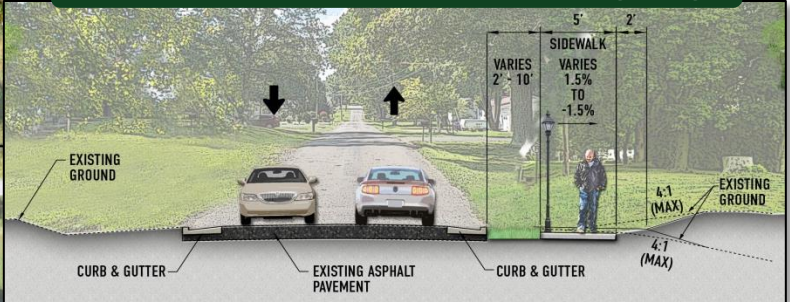 5'
2'
SIDEWALK
VARIES
2' - 10'
VARIES
1.5%
TO
-1.5%
EXISTING
GROUND
4:1
(MAX)
EXISTING
GROUND
4:1
(MAX)
CURB & GUTTER
EXISTING ASPHALT
PAVEMENT
CURB & GUTTER